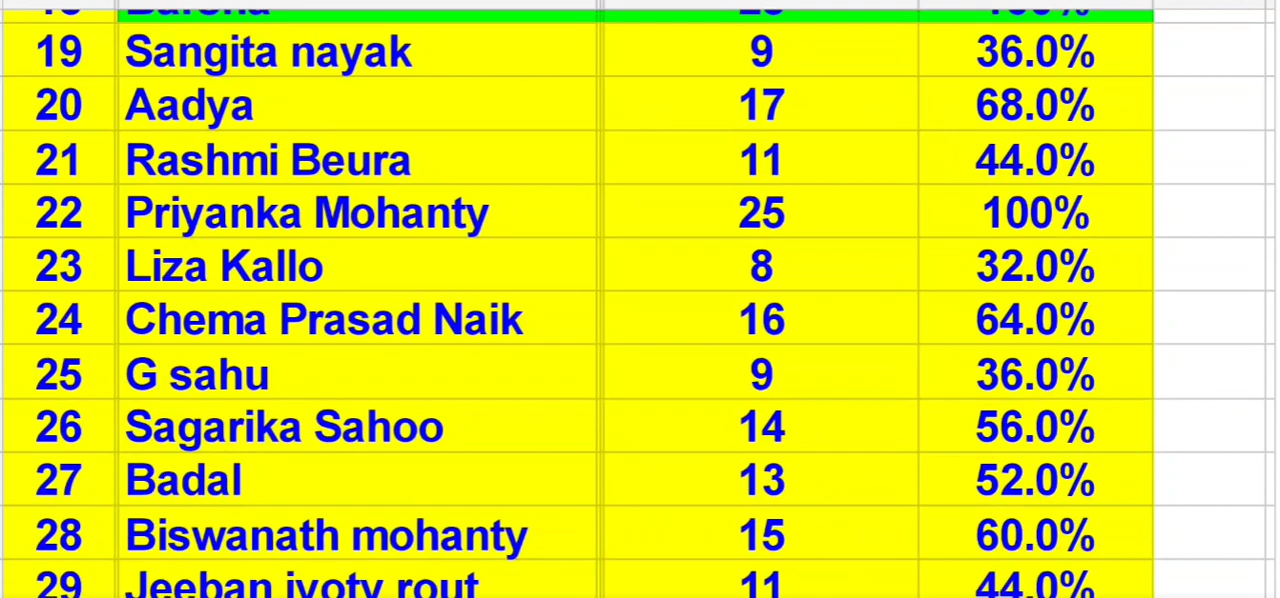 19 Sangita nayak 9 36.0%
20 Aadya 17 68.0%
21 Rashmi Beura 11 44.0%
22 Priyanka Mohanty 25 100%
23 Liza Kallo 8 32.0%
24 Chema Prasad Naik 16 64.0%
25 G sahu 9 36.0%
26 Sagarika Sahoo 14 56.0%
27 Badal 13 52.0%
28 Biswanath mohanty 15 60.0%
29 Jeeban jyoty rout 11 44.0%